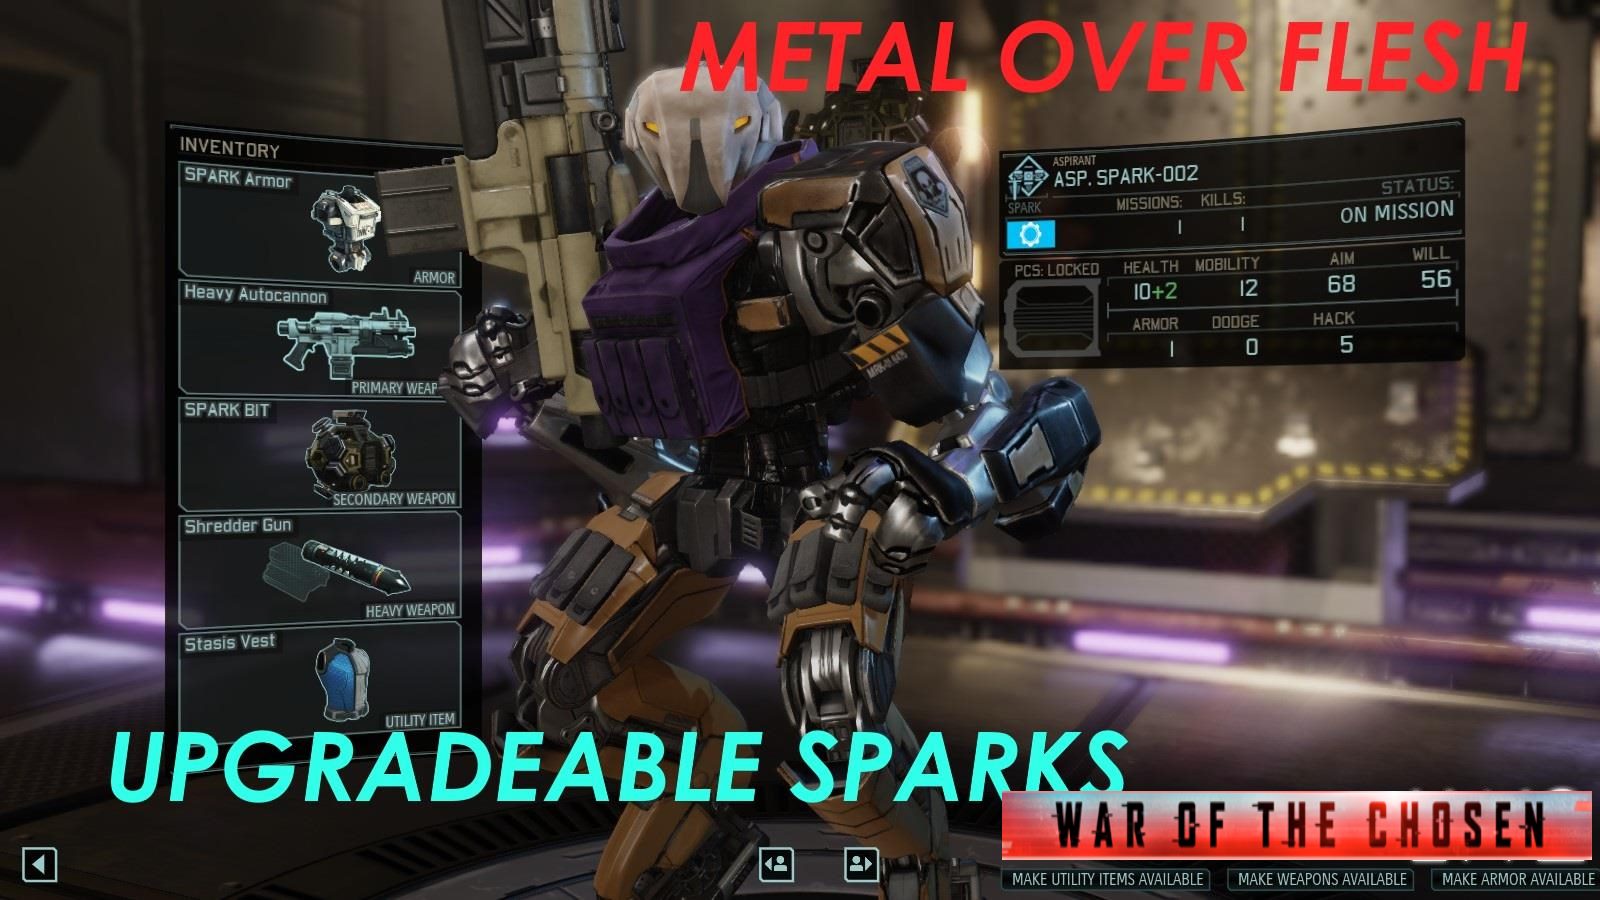 METAL OVER FLESH
INVENTORY
SPARK Armor
ARMOR
Heavy Autocannon
PRIMARY WEAP
SPARK BIT
SECONDARY WEAPON
Shredder Gun
HEAVY WEAPON
Stasis Vest
UTILITY ITEM
ASPIRANT
ASP. SPARK-002
SPARK
MISSIONS: KILLS: STATUS:
1 1 ON MISSION
PCS: LOCKED HEALTH MOBILITY AIM WILL
10+2 12 68 56
ARMOR DODGE HACK
1 0 5
UPGRADEABLE SPARKS
WAR OF THE CHOSEN
MAKE UTILITY ITEMS AVAILABLE MAKE WEAPONS AVAILABLE MAKE ARMOR AVAILABLE